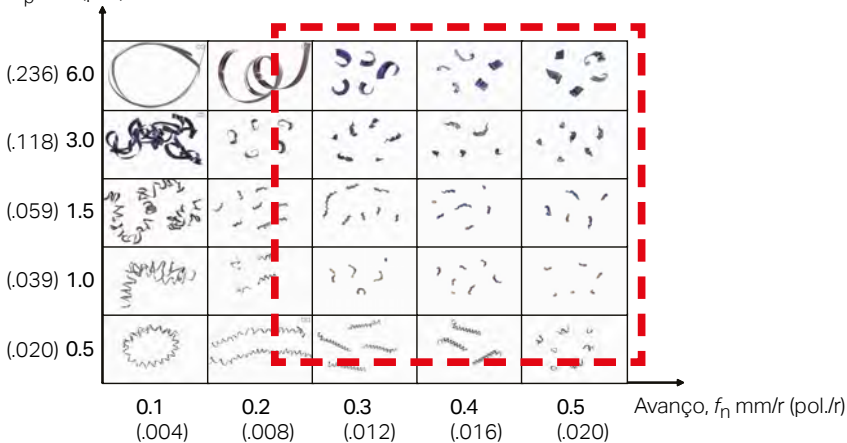 (.236) 6.0
(.118) 3.0
(.059) 1.5
(.039) 1.0
(.020) 0.5
0.1 0.2 0.3 0.4 0.5 Avanço, fn mm/r (pol./r)
(.004) (.008) (.012) (.016) (.020)